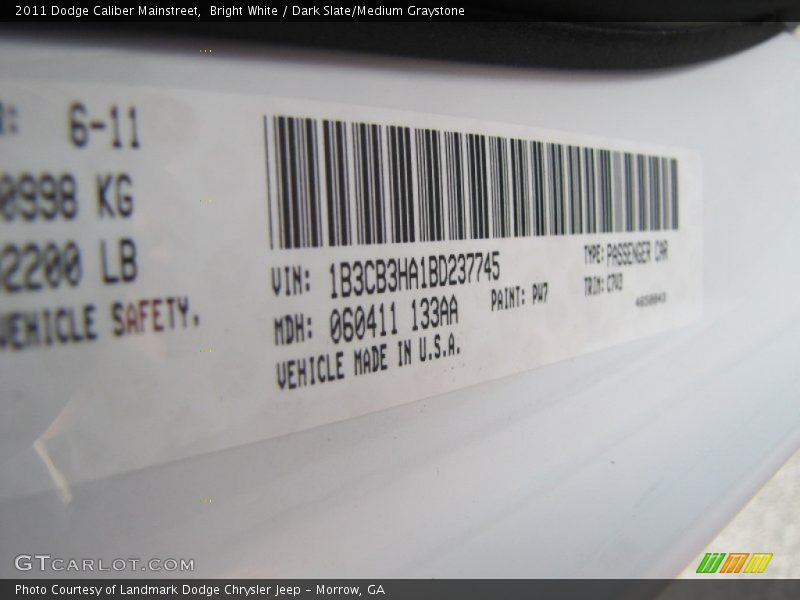 2011 Dodge Caliber Mainstreet, Bright White / Dark Slate/Medium Graystone
R: 6-11
0998 KG
2200 LB
VEHICLE SAFETY.
VIN: 1B3CB3HA1BD237745
TYPE: PASSENGER CAR
MDH: 060411 133AA
PAINT: PW7
TRIM: C7V3
VEHICLE MADE IN U.S.A.
GTCARLOT.COM
Photo Courtesy of Landmark Dodge Chrysler Jeep - Morrow, GA